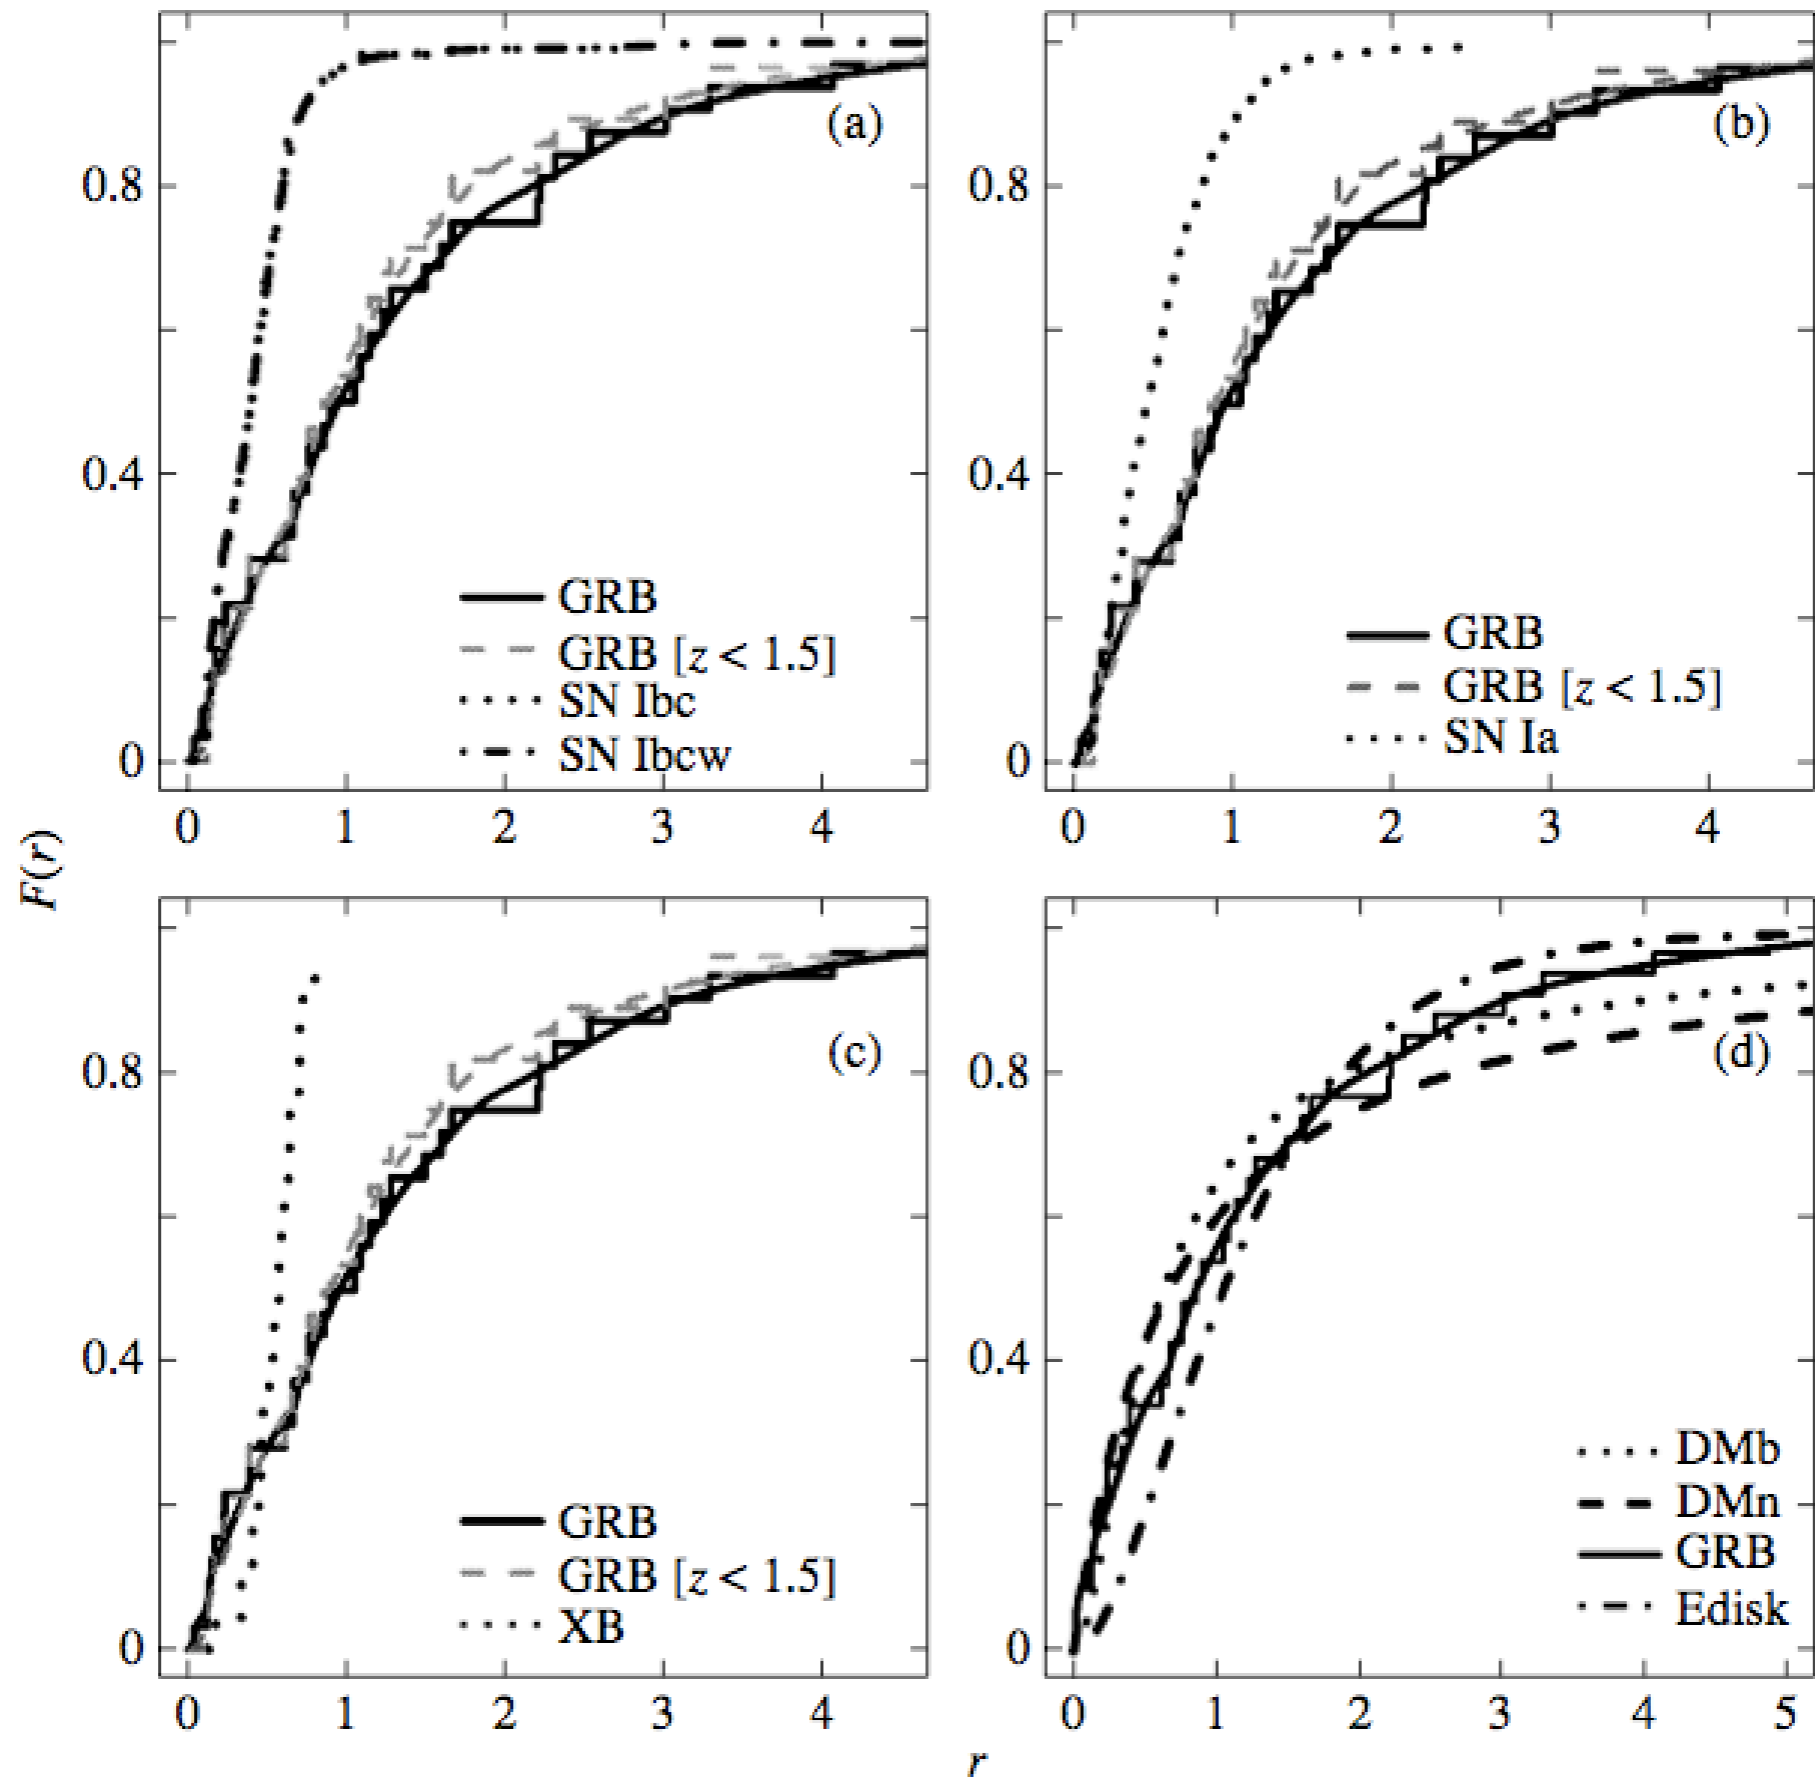 (a)
0.8
0.4
0
GRB
GRB [z < 1.5]
SN Ibc
SN Ibcw
0 1 2 3 4
(b)
0.8
0.4
0
GRB
GRB [z < 1.5]
SN Ia
0 1 2 3 4
F(r)
(c)
0.8
0.4
0
GRB
GRB [z < 1.5]
XB
0 1 2 3 4
(d)
0.8
0.4
0
DMb
DMn
GRB
Edisk
0 1 2 3 4 5
r